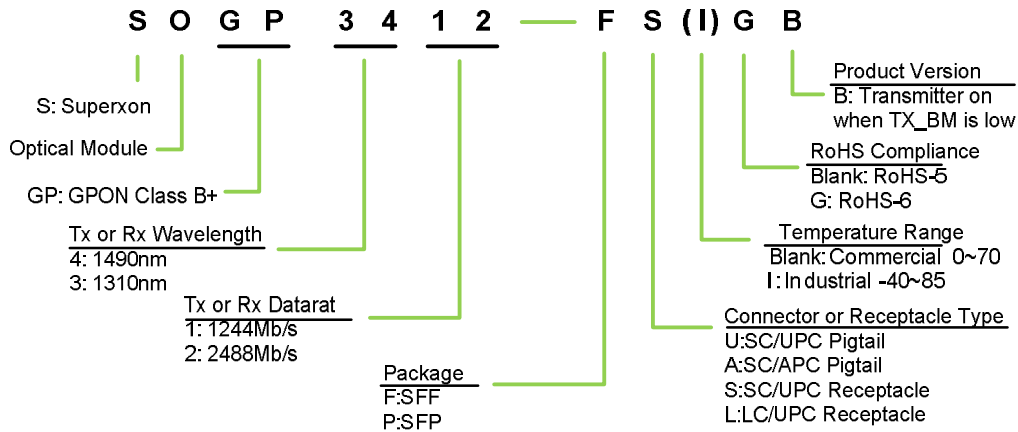 S O G P 3 4 1 2 — F S (I) G B
S: Superxon
Optical Module
GP: GPON Class B+
Tx or Rx Wavelength
4: 1490nm
3: 1310nm
Tx or Rx Datarat
1: 1244Mb/s
2: 2488Mb/s
Package
F:SFF
P:SFP
Product Version
B: Transmitter on
when TX_BM is low
RoHS Compliance
Blank: RoHS-5
G: RoHS-6
Temperature Range
Blank: Commercial 0~70
I: Industrial -40~85
Connector or Receptacle Type
U:SC/UPC Pigtail
A:SC/APC Pigtail
S:SC/UPC Receptacle
L:LC/UPC Receptacle